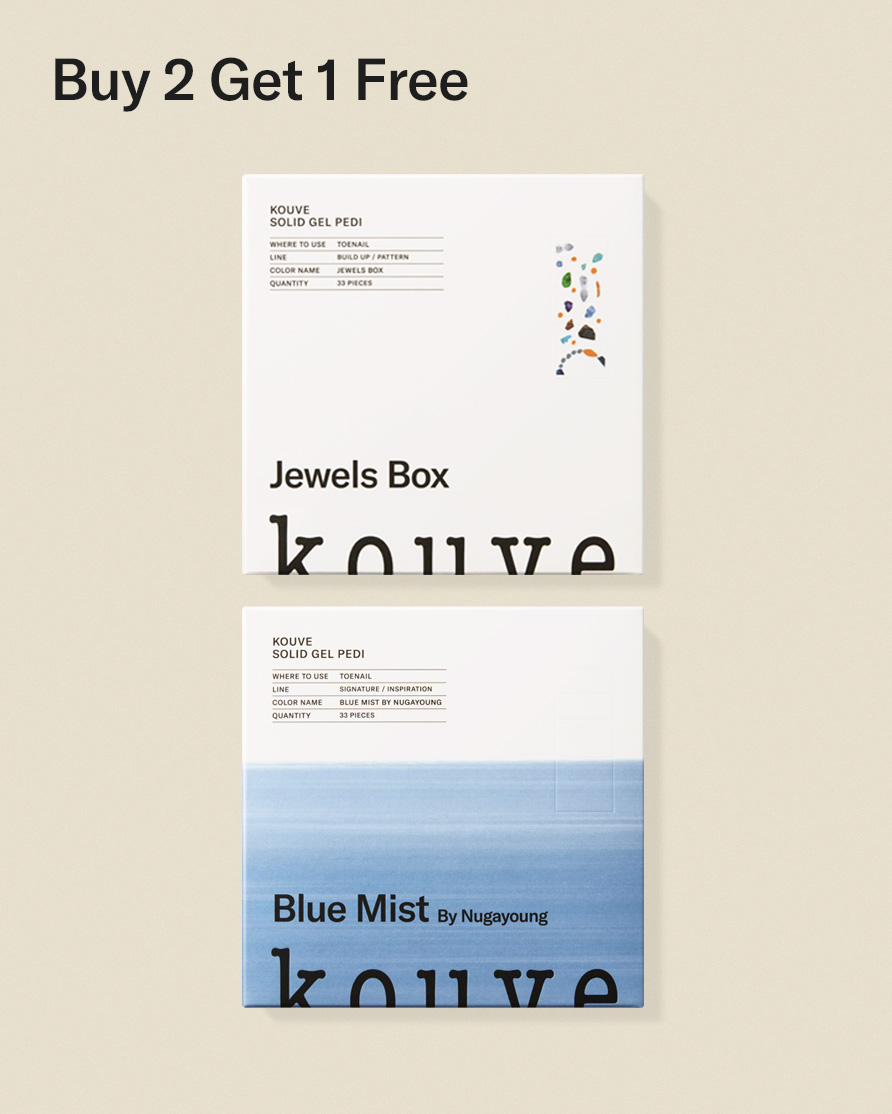 Buy 2 Get 1 Free
KOUVE
SOLID GEL PEDI
WHERE TO USE TOENAIL
LINE BUILD UP / PATTERN
COLOR NAME JEWELS BOX
QUANTITY 33 PIECES
Jewels Box
kouve
KOUVE
SOLID GEL PEDI
WHERE TO USE TOENAIL
LINE SIGNATURE / INSPIRATION
COLOR NAME BLUE MIST BY NUGAYOUNG
QUANTITY 33 PIECES
Blue Mist By Nugayoung
kouve